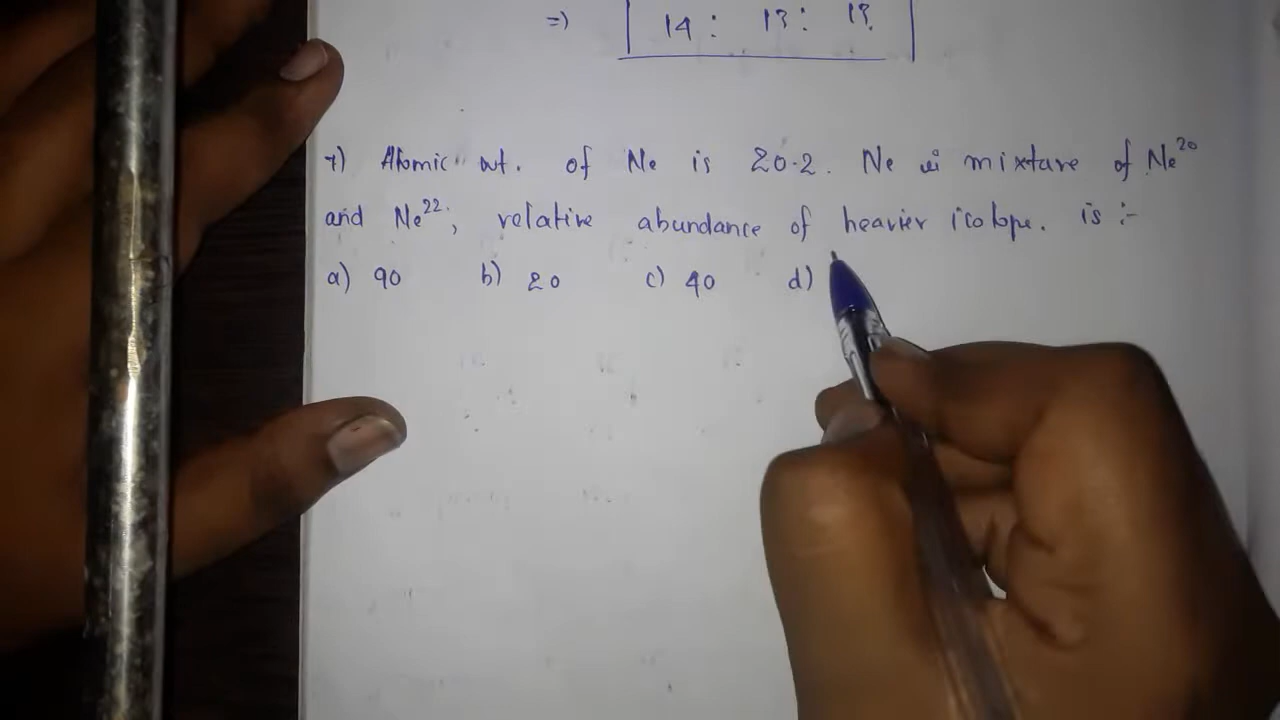 =) 14 : 13 : 13
7) Atomic wt. of Ne is 20.2. Ne is mixture of Ne20
and Ne22; relative abundance of heavier isotope. is :-
a) 90 b) 20 c) 40 d)